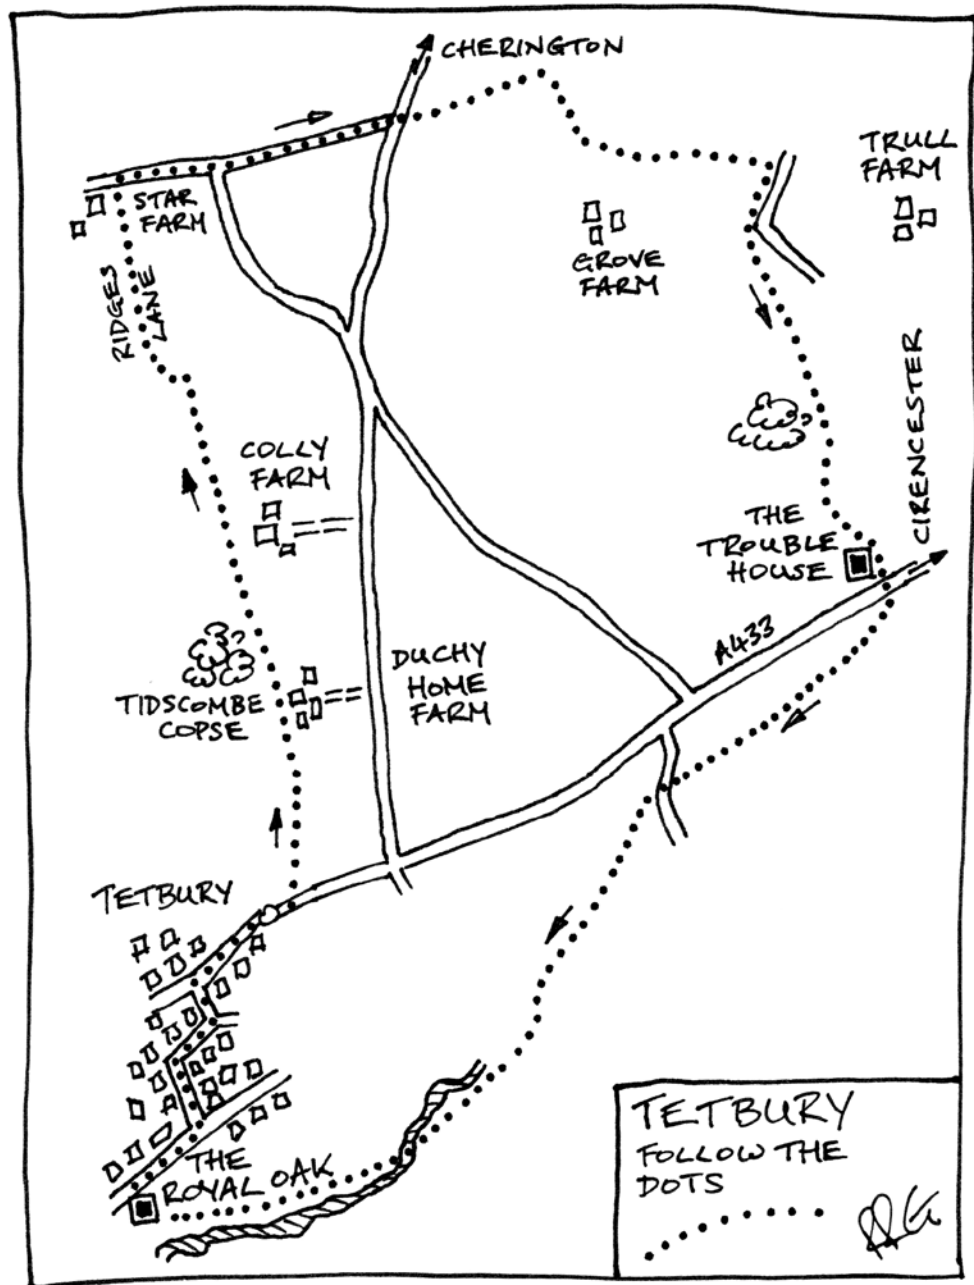 CHERINGTON
TRULL
FARM
STAR
FARM
GROVE
FARM
RIDGES
LANE
CIRENCESTER
COLLY
FARM
THE
TROUBLE
HOUSE
A433
DUCHY
HOME
FARM
TIDSCOMBE
COPSE
TETBURY
THE
ROYAL OAK
TETBURY
FOLLOW THE
DOTS